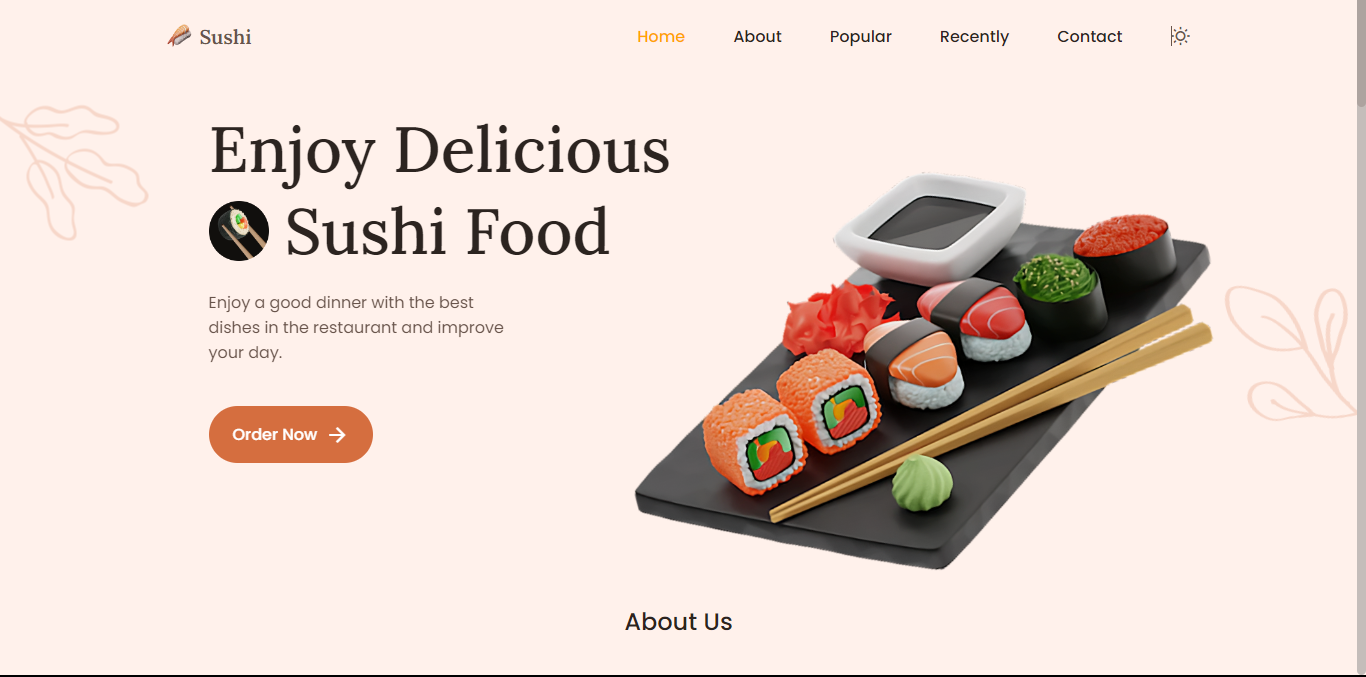 Sushi
Home About Popular Recently Contact
Enjoy Delicious
Sushi Food
Enjoy a good dinner with the best
dishes in the restaurant and improve
your day.
Order Now
About Us